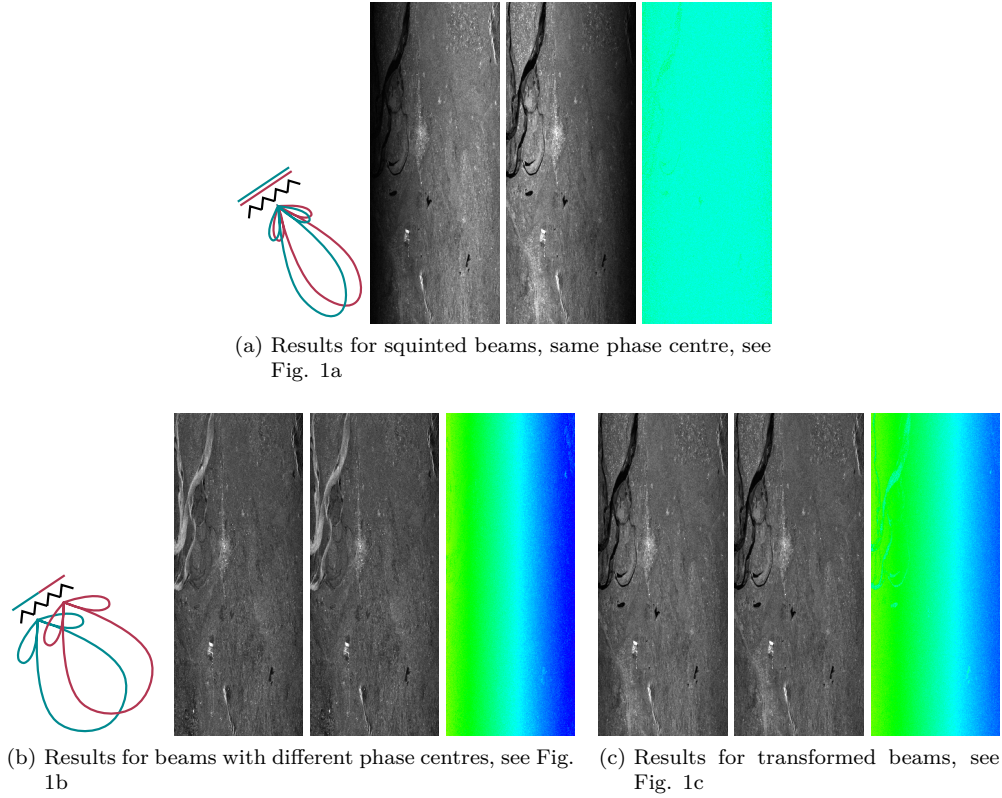 (a) Results for squinted beams, same phase centre, see
Fig. 1a
(b) Results for beams with different phase centres, see Fig.
1b
(c) Results for transformed beams, see
Fig. 1c